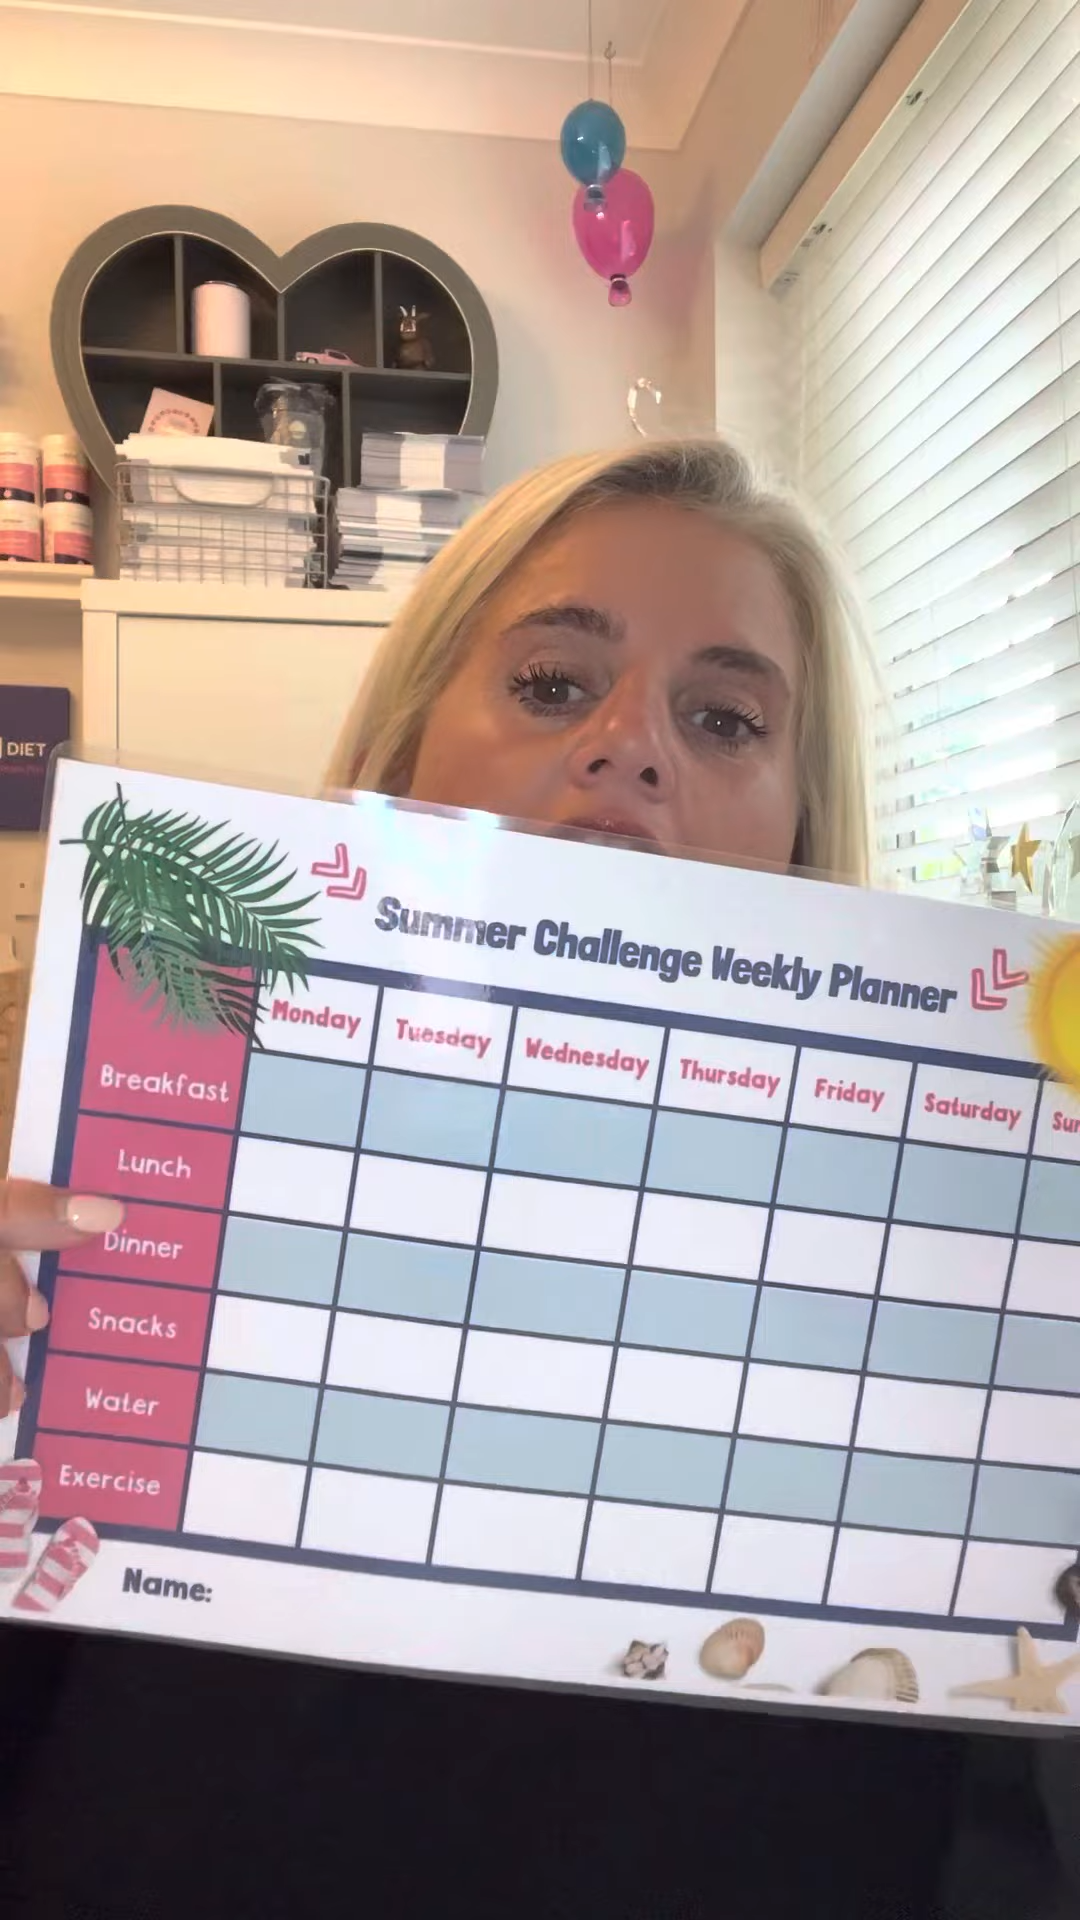 DIET
Summer Challenge Weekly Planner
Monday Tuesday Wednesday Thursday Friday Saturday
Breakfast
Lunch
Dinner
Snacks
Water
Exercise
Name: